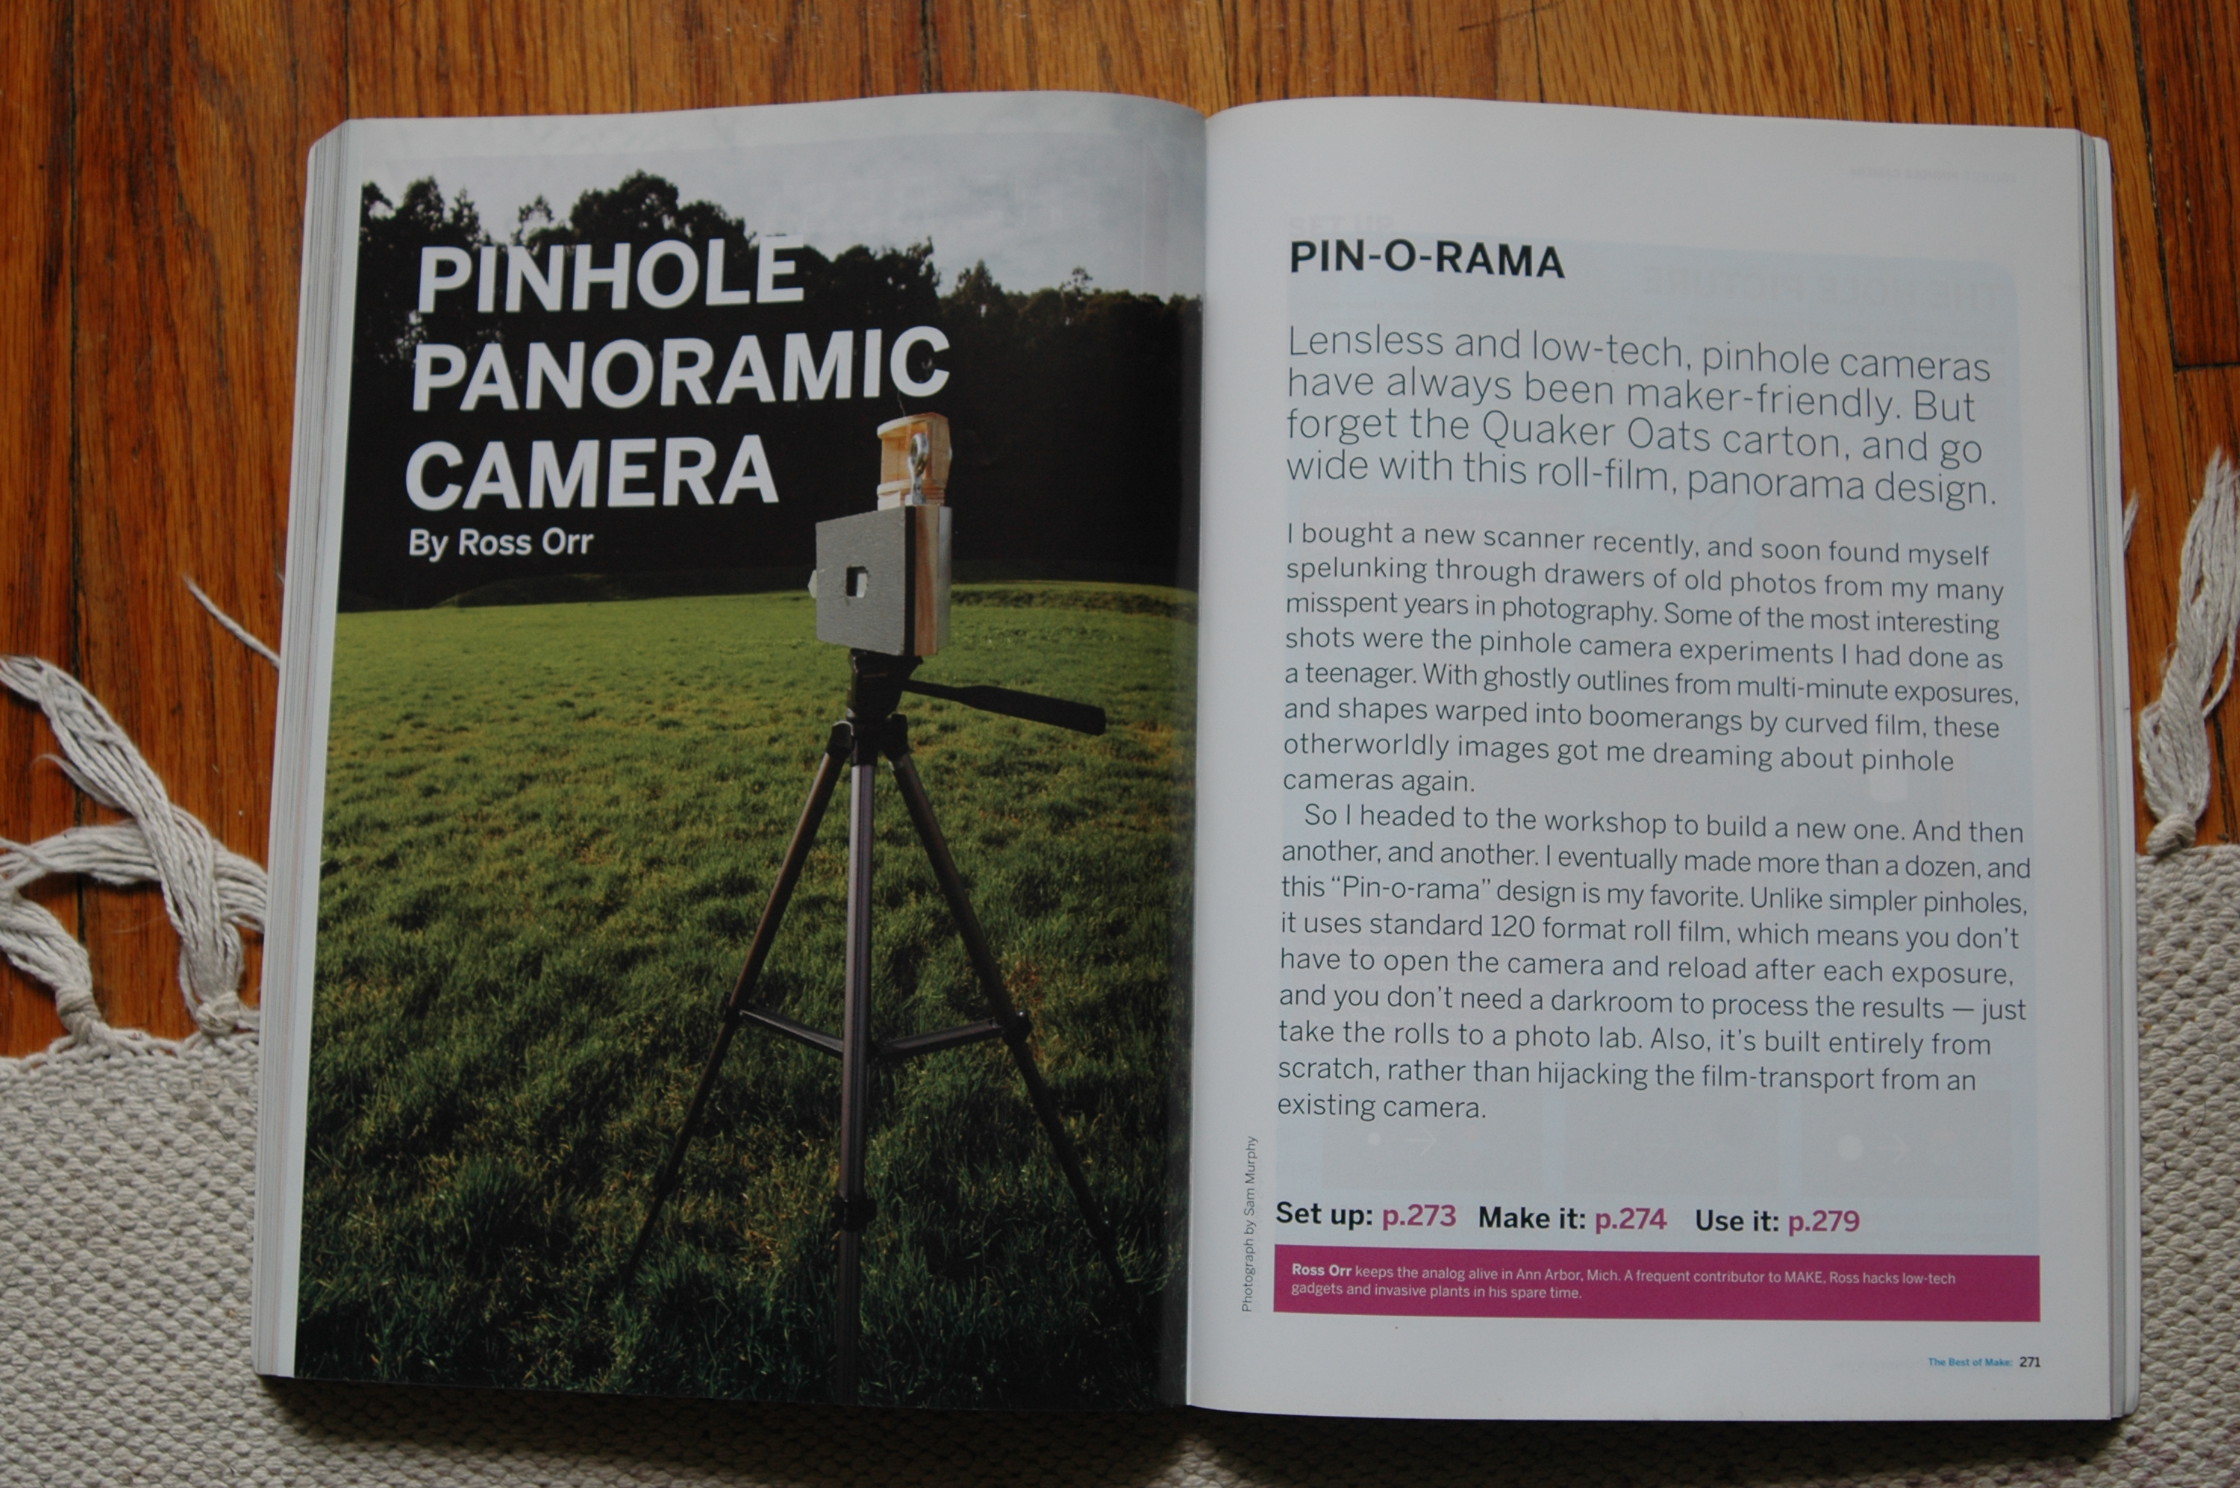 PINHOLE
PANORAMIC
CAMERA
By Ross Orr
PIN-O-RAMA
Lensless and low-tech, pinhole cameras
have always been maker-friendly. But
forget the Quaker Oats carton, and go
wide with this roll-film, panorama design.
I bought a new scanner recently, and soon found myself
spelunking through drawers of old photos from my many
misspent years in photography. Some of the most interesting
shots were the pinhole camera experiments I had done as
a teenager. With ghostly outlines from multi-minute exposures,
and shapes warped into boomerangs by curved film, these
otherworldly images got me dreaming about pinhole
cameras again.
So I headed to the workshop to build a new one. And then
another, and another. I eventually made more than a dozen, and
this “Pin-o-rama” design is my favorite. Unlike simpler pinholes,
it uses standard 120 format roll film, which means you don’t
have to open the camera and reload after each exposure,
and you don’t need a darkroom to process the results — just
take the rolls to a photo lab. Also, it’s built entirely from
scratch, rather than hijacking the film-transport from an
existing camera.
Set up: p.273 Make it: p.274 Use it: p.279
Ross Orr keeps the analog alive in Ann Arbor, Mich. A frequent contributor to MAKE, Ross hacks low-tech
gadgets and invasive plants in his spare time.
Photograph by Sam Murphy
The Best of Make: 271